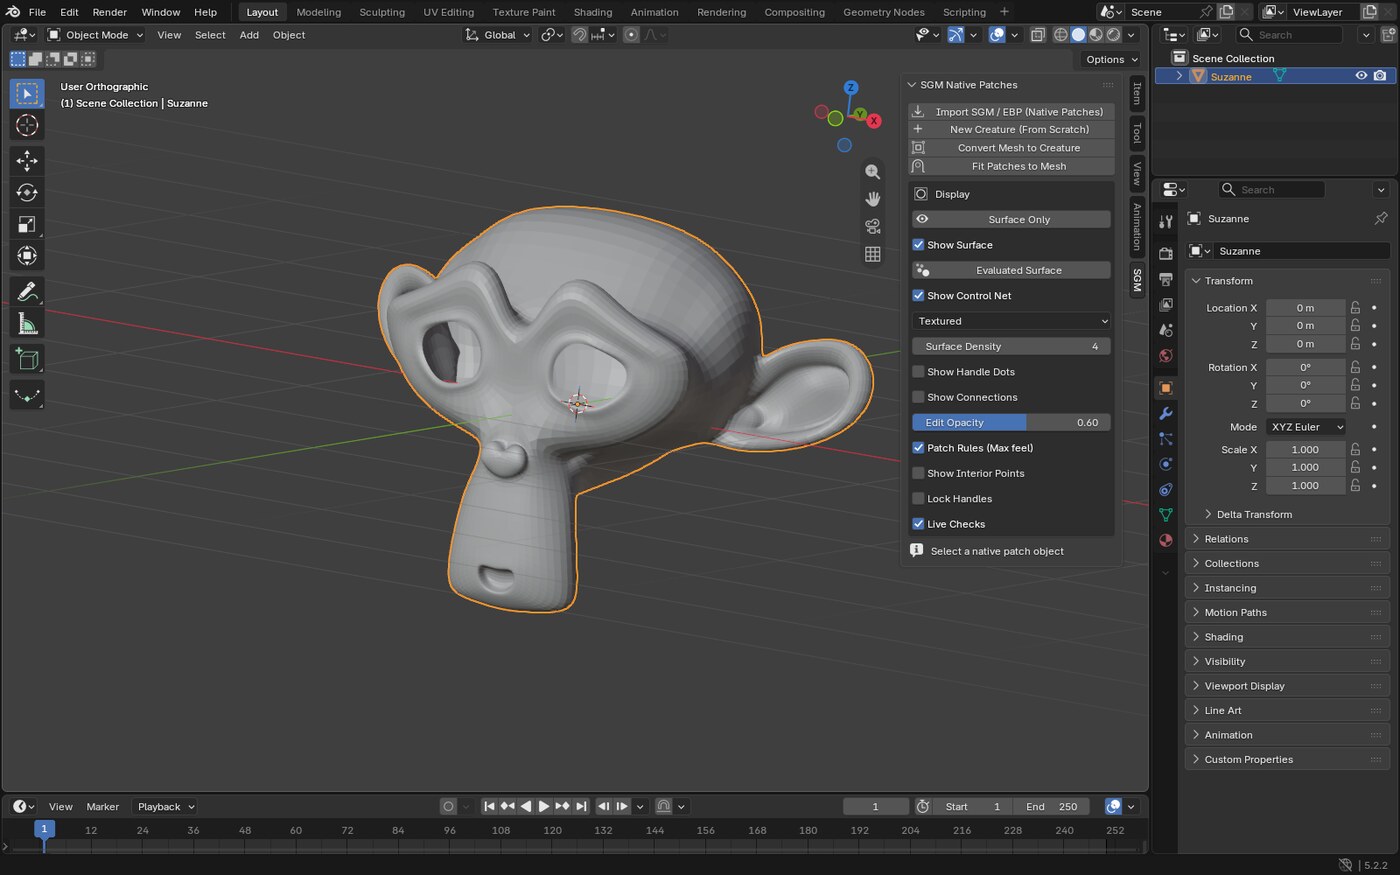 File Edit Render Window Help Layout Modeling Sculpting UV Editing Texture Paint Shading Animation Rendering Compositing Geometry Nodes Scripting + Scene ViewLayer
Object Mode View Select Add Object Global Search
Options
User Orthographic
(1) Scene Collection | Suzanne
Z
Y
X
SGM Native Patches
Import SGM / EBP (Native Patches)
New Creature (From Scratch)
Convert Mesh to Creature
Fit Patches to Mesh
Display
Surface Only
Show Surface
Evaluated Surface
Show Control Net
Textured
Surface Density 4
Show Handle Dots
Show Connections
Edit Opacity 0.60
Patch Rules (Max feel)
Show Interior Points
Lock Handles
Live Checks
Select a native patch object
Item
Tool
View
Animation
SGM
Scene Collection
Suzanne
Search
Suzanne
Suzanne
Transform
Location X 0 m
Y 0 m
Z 0 m
Rotation X 0°
Y 0°
Z 0°
Mode XYZ Euler
Scale X 1.000
Y 1.000
Z 1.000
Delta Transform
Relations
Collections
Instancing
Motion Paths
Shading
Visibility
Viewport Display
Line Art
Animation
Custom Properties
View Marker Playback 1 Start 1 End 250
1 12 24 36 48 60 72 84 96 108 120 132 144 156 168 180 192 204 216 228 240 252
5.2.2